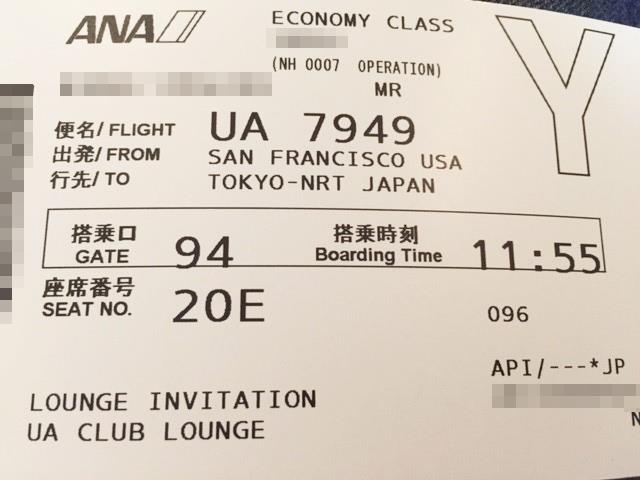 ANA
ECONOMY CLASS
(NH 0007 OPERATION)
MR
Y
便名/FLIGHT UA 7949
出発/FROM SAN FRANCISCO USA
行先/TO TOKYO-NRT JAPAN
搭乗口 搭乗時刻
GATE 94 Boarding Time 11:55
座席番号
SEAT NO. 20E
096
API/---*JP
LOUNGE INVITATION
N
UA CLUB LOUNGE